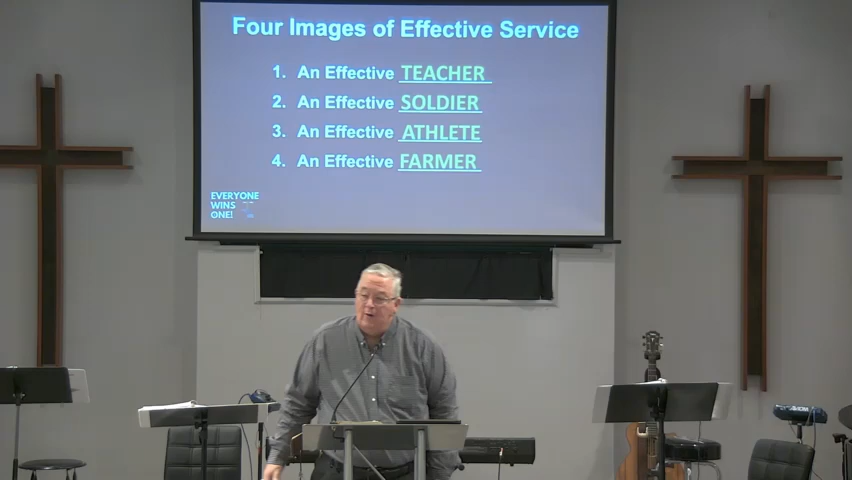 Four Images of Effective Service
1. An Effective TEACHER
2. An Effective SOLDIER
3. An Effective ATHLETE
4. An Effective FARMER
EVERYONE
WINS
ONE!